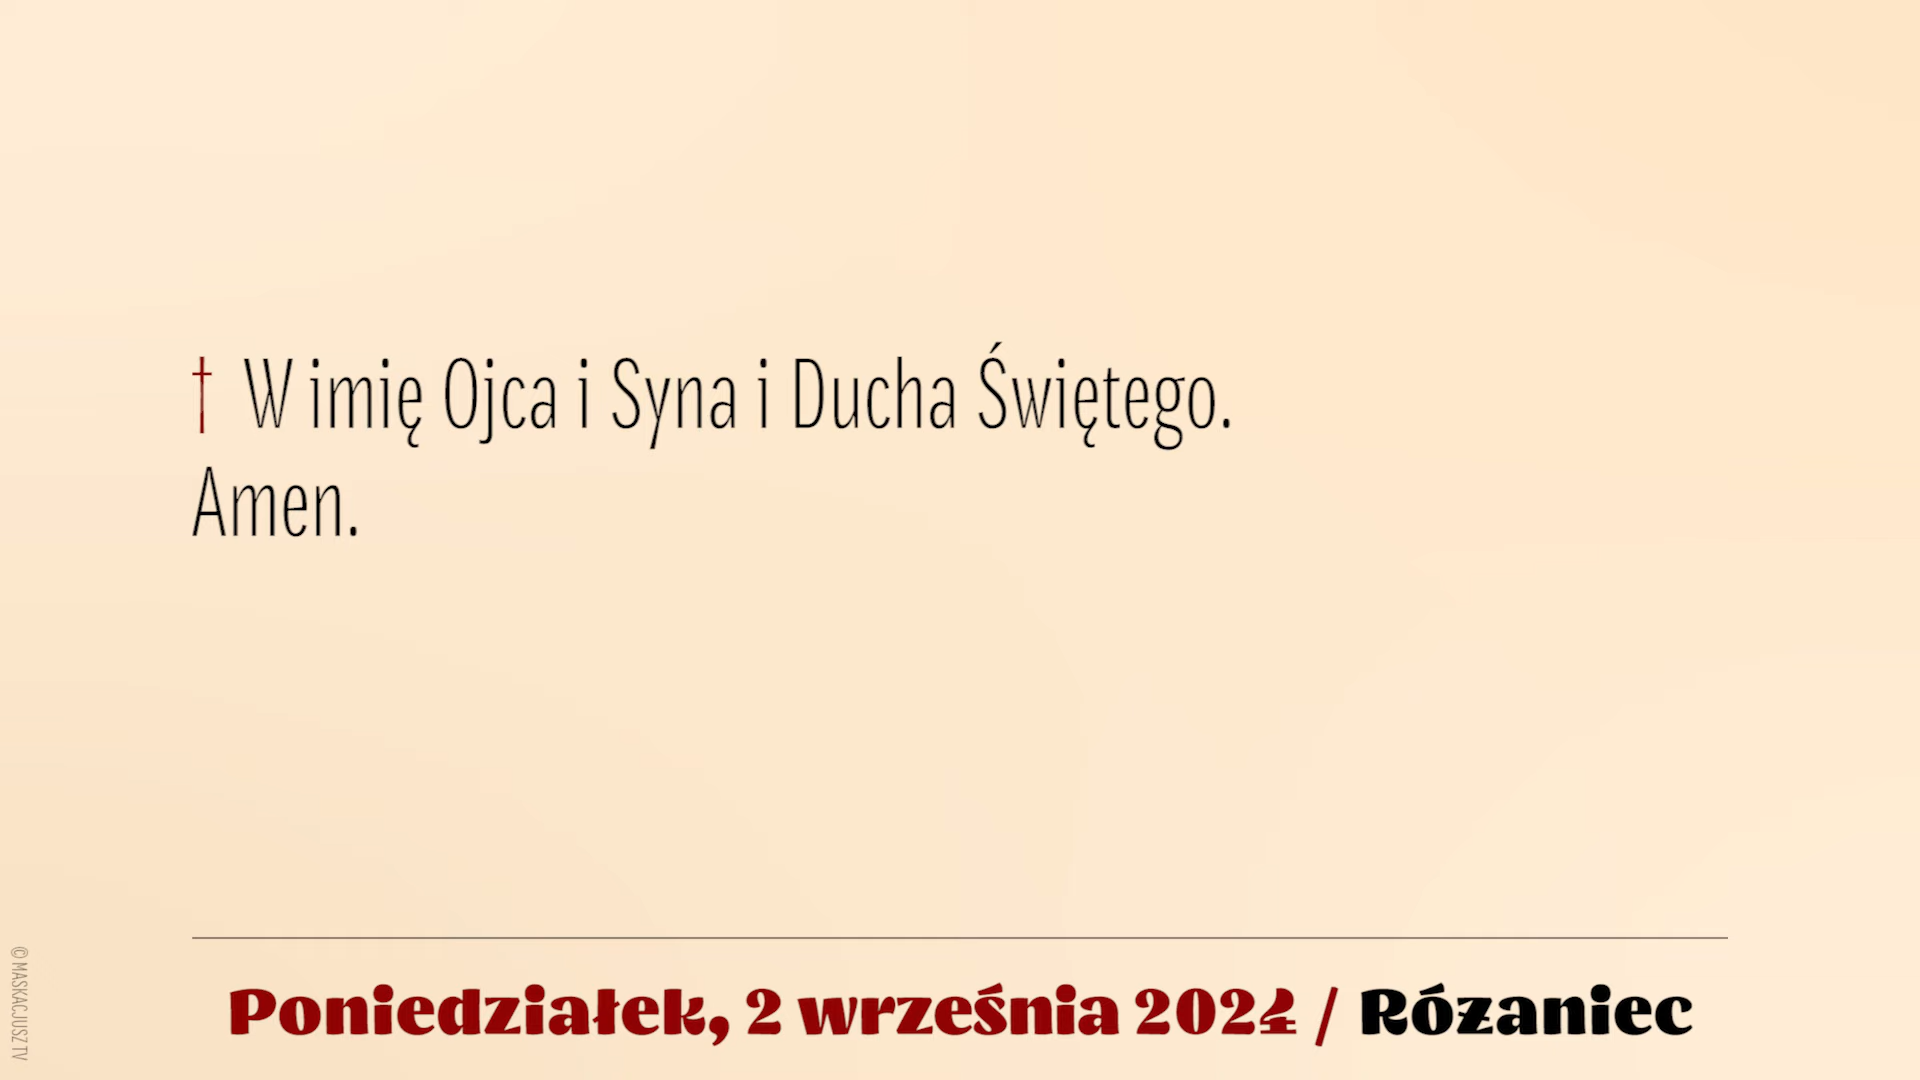 † W imię Ojca i Syna i Ducha Świętego.
Amen.
Poniedziałek, 2 września 2024 / Różaniec
© MASKACJUSZ TV